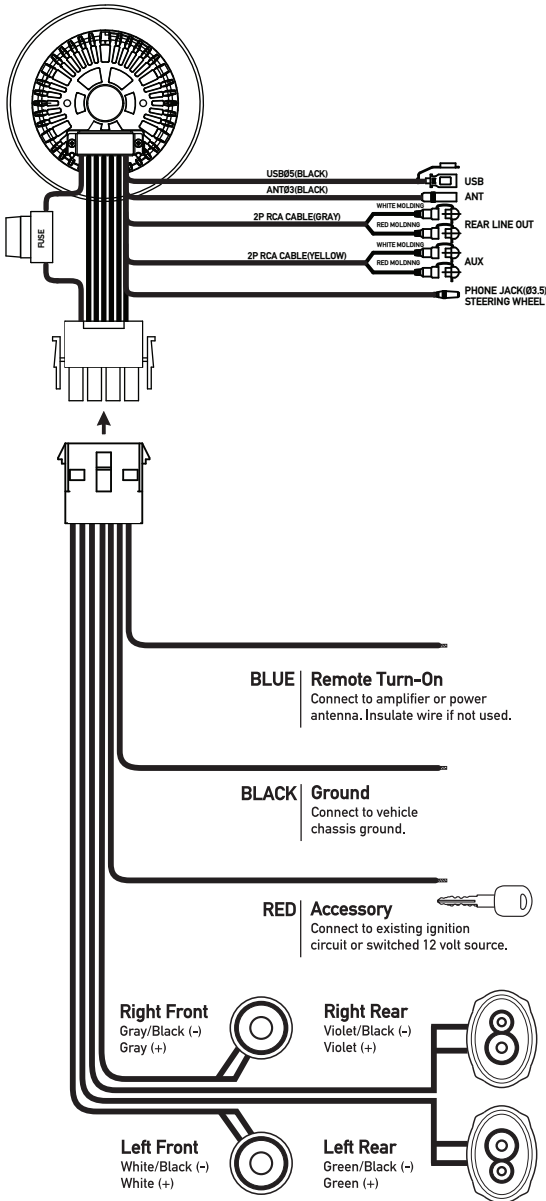 USBØ5(BLACK)
USB
ANTØ3(BLACK)
ANT
WHITE MOLDING
2P RCA CABLE(GRAY)
REAR LINE OUT
RED MOLDNNG
WHITE MOLDING
2P RCA CABLE(YELLOW)
AUX
RED MOLDNNG
FUSE
PHONE JACK(Ø3.5)
STEERING WHEEL
BLUE
Remote Turn-On
Connect to amplifier or power
antenna. Insulate wire if not used.
BLACK
Ground
Connect to vehicle
chassis ground.
RED
Accessory
Connect to existing ignition
circuit or switched 12 volt source.
Right Front
Gray/Black (-)
Gray (+)
Right Rear
Violet/Black (-)
Violet (+)
Left Front
White/Black (-)
White (+)
Left Rear
Green/Black (-)
Green (+)